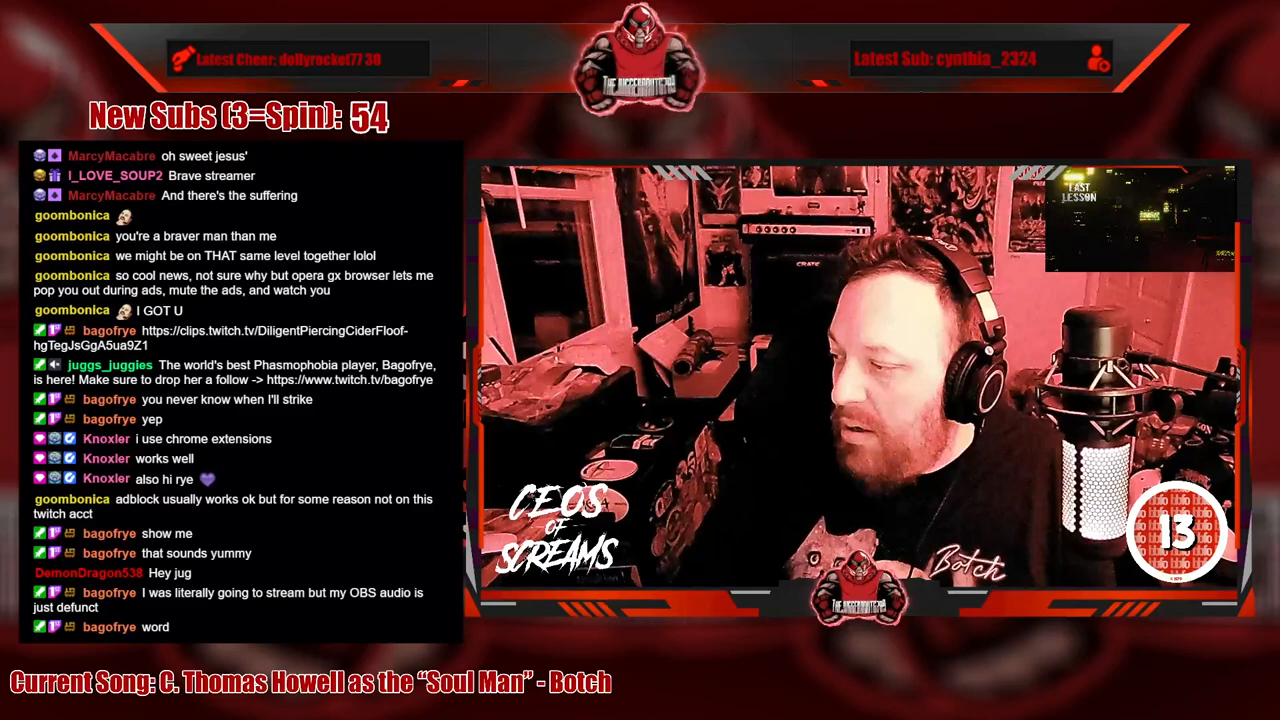 Latest Cheer: dollyrocket77 30
THEJUGGERNAUT679A
Latest Sub: cynthia_2324
New Subs (3=Spin): 54
MarcyMacabre oh sweet jesus'
I_LOVE_SOUP2 Brave streamer
MarcyMacabre And there's the suffering
goombonica
goombonica you're a braver man than me
goombonica we might be on THAT same level together lolol
goombonica so cool news, not sure why but opera gx browser lets me
pop you out during ads, mute the ads, and watch you
goombonica I GOT U
bagofrye https://clips.twitch.tv/DiligentPiercingCiderFloof-
hgTegJsGgA5ua9Z1
juggs_juggies The world's best Phasmophobia player, Bagofrye,
is here! Make sure to drop her a follow -> https://www.twitch.tv/bagofrye
bagofrye you never know when I'll strike
bagofrye yep
Knoxler i use chrome extensions
Knoxler works well
Knoxler also hi rye
goombonica adblock usually works ok but for some reason not on this
twitch acct
bagofrye show me
bagofrye that sounds yummy
DemonDragon538 Hey jug
bagofrye I was literally going to stream but my OBS audio is
just defunct
bagofrye word
LAST
LESSON
CRATE
CEOS
OF
SCREAMS
Botch
13
Current Song: C. Thomas Howell as the “Soul Man” - Botch